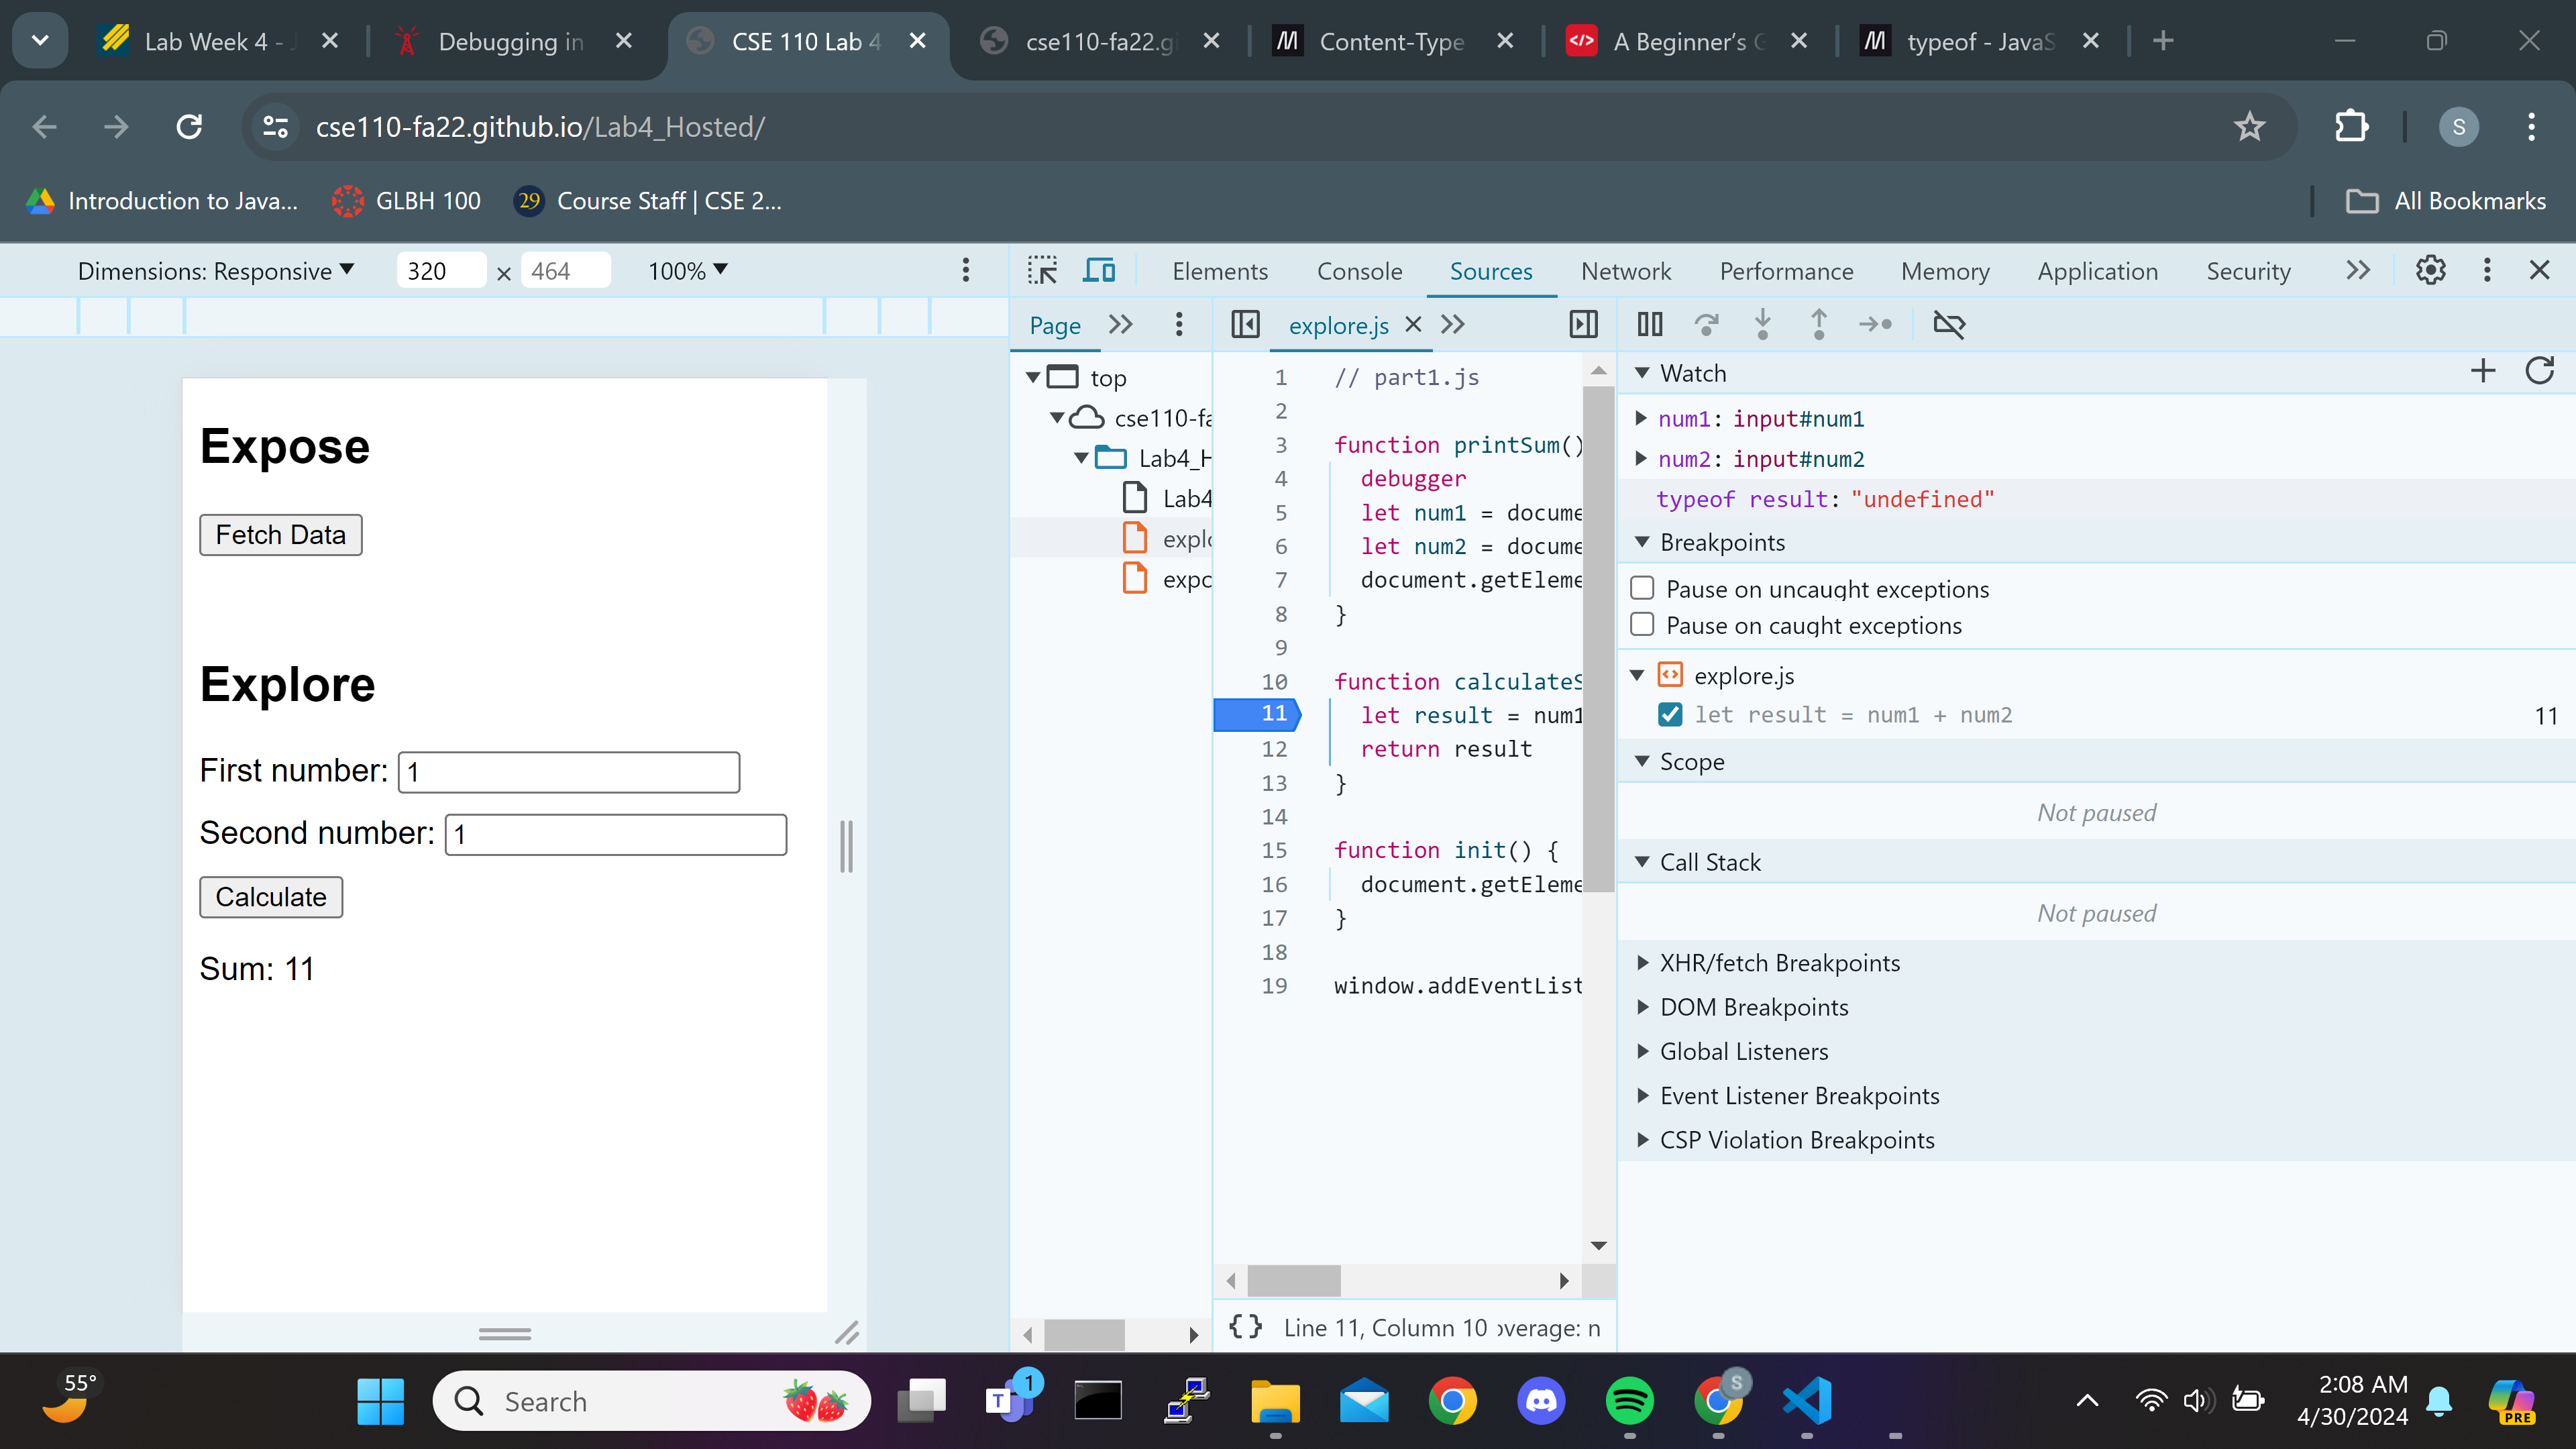 Lab Week 4 - J
Debugging in
CSE 110 Lab 4
cse110-fa22.gi
Content-Type
A Beginner's G
typeof - JavaS
cse110-fa22.github.io/Lab4_Hosted/
S
Introduction to Java...
GLBH 100
29
Course Staff | CSE 2...
All Bookmarks
Dimensions: Responsive
320
×
464
100%
Elements
Console
Sources
Network
Performance
Memory
Application
Security
Page
explore.js
top
cse110-fa
Lab4_H
Lab4
explo
expo
1 // part1.js
2
3 function printSum()
4 debugger
5 let num1 = docume
6 let num2 = docume
7 document.getEleme
8 }
9
10 function calculateS
11 let result = num1
12 return result
13 }
14
15 function init() {
16 document.getEleme
17 }
18
19 window.addEventList
{ } Line 11, Column 10 overage: n
Watch
num1: input#num1
num2: input#num2
typeof result: "undefined"
Breakpoints
Pause on uncaught exceptions
Pause on caught exceptions
explore.js
let result = num1 + num2 11
Scope
Not paused
Call Stack
Not paused
XHR/fetch Breakpoints
DOM Breakpoints
Global Listeners
Event Listener Breakpoints
CSP Violation Breakpoints
Expose
Fetch Data
Explore
First number: 1
Second number: 1
Calculate
Sum: 11
55°
Search
T
1
S
2:08 AM
4/30/2024
PRE